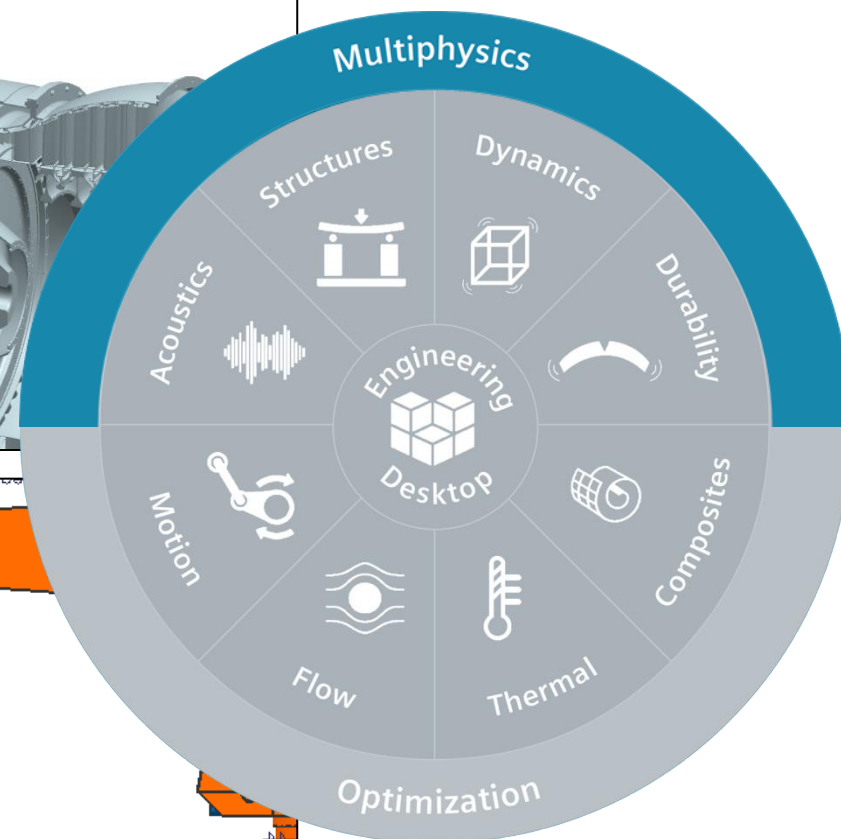 Multiphysics
Structures
Dynamics
Acoustics
Durability
Engineering
Desktop
Motion
Composites
Flow
Thermal
Optimization